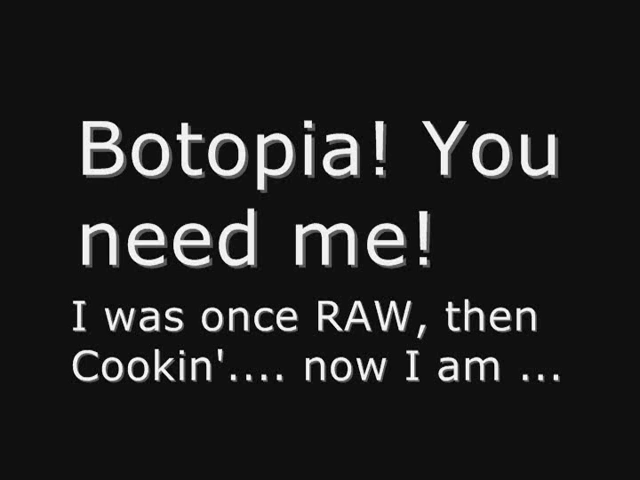 Botopia! You
need me!
I was once RAW, then
Cookin'.... now I am ...